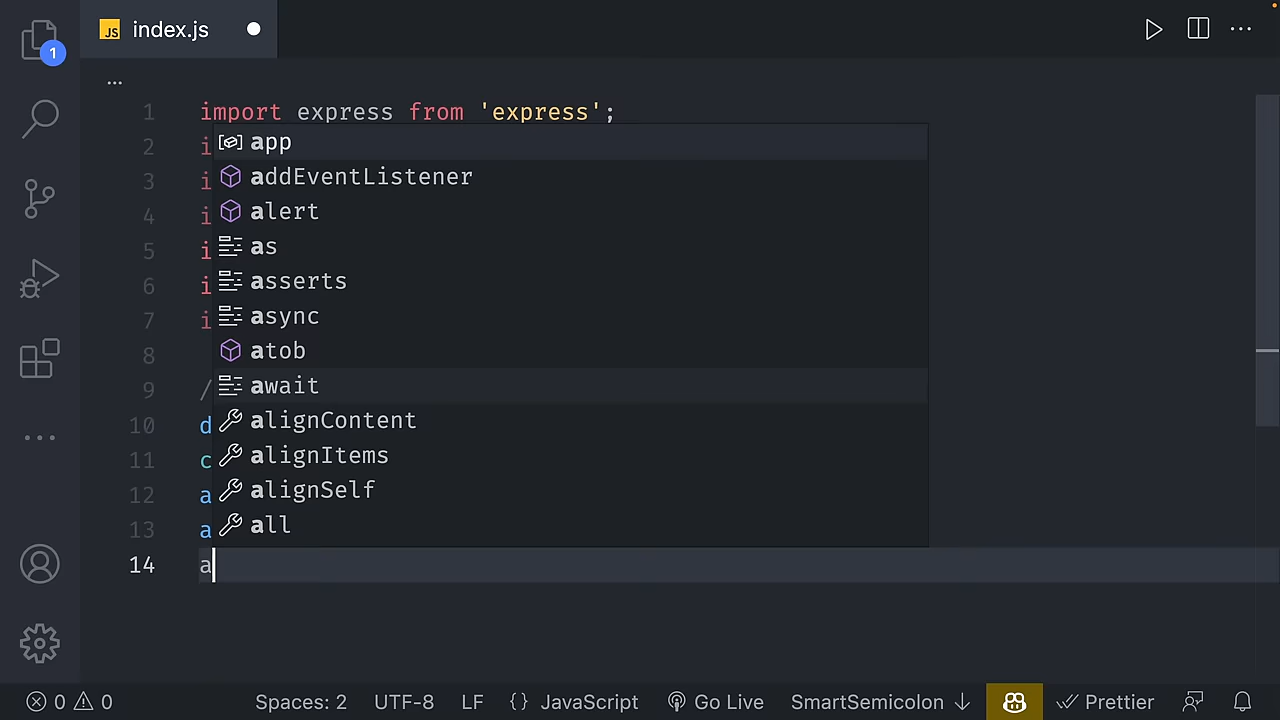 JS index.js
1
...
1 import express from 'express';
2 i
3 i
4 i
5 i
6 i
7 i
8
9 /
10 d
11 c
12 a
13 a
14 a
app
addEventListener
alert
as
asserts
async
atob
await
alignContent
alignItems
alignSelf
all
0 0 Spaces: 2 UTF-8 LF {} JavaScript Go Live SmartSemicolon ↓ Prettier